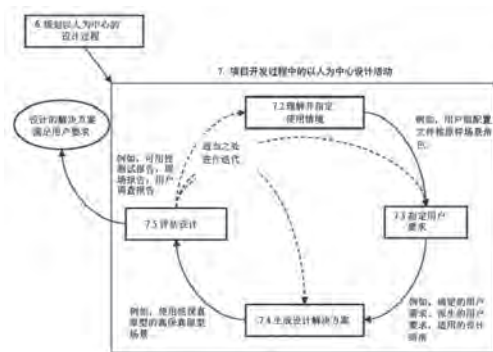 6. 规划以人为中心的
设计过程
7. 项目开发过程中的以人为中心设计活动
设计的解决方案
满足用户要求
7.2 理解并指定
使用情境
例如，用户组配置
文件按原样场景角
色。
适当之处
进行迭代
例如，可用性
测试报告，现
场报告，用户
调查报告
7.5 评估设计
7.3 指定用户
要求
例如，使用低保真
原型的高保真原型
场景
7.4 生成设计解决方案
例如，确定的用户
要求、派生的用户
要求、适用的设计
指南